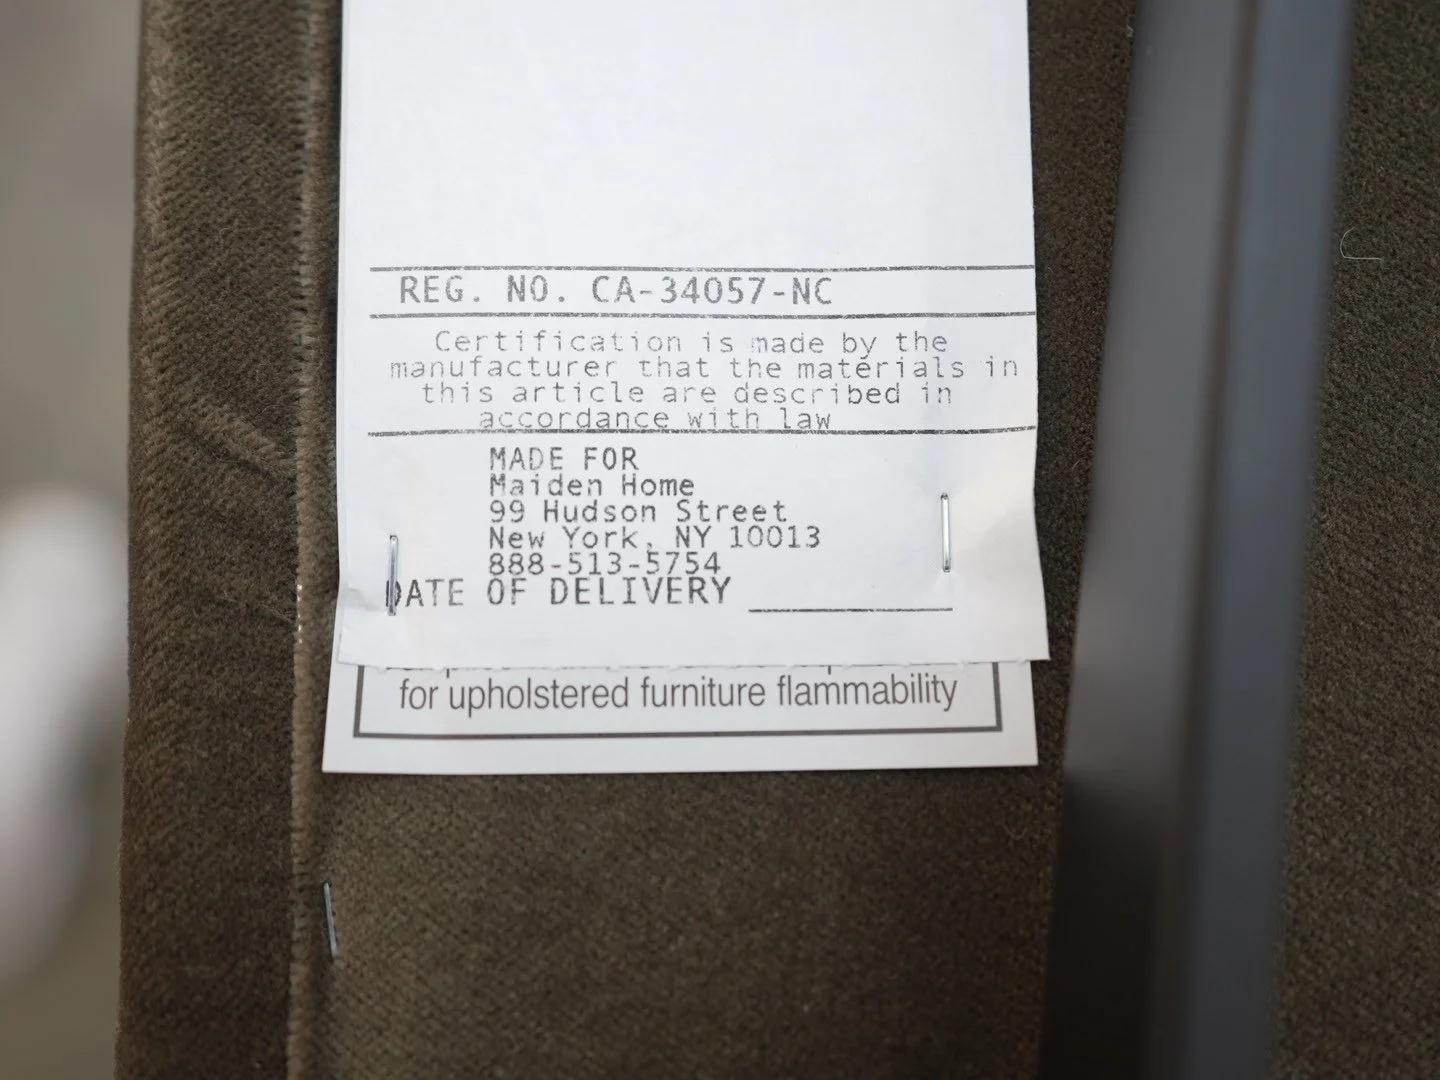 REG. NO. CA-34057-NC
Certification is made by the
manufacturer that the materials in
this article are described in
accordance with law
MADE FOR
Maiden Home
99 Hudson Street
New York, NY 10013
888-513-5754
DATE OF DELIVERY
for upholstered furniture flammability